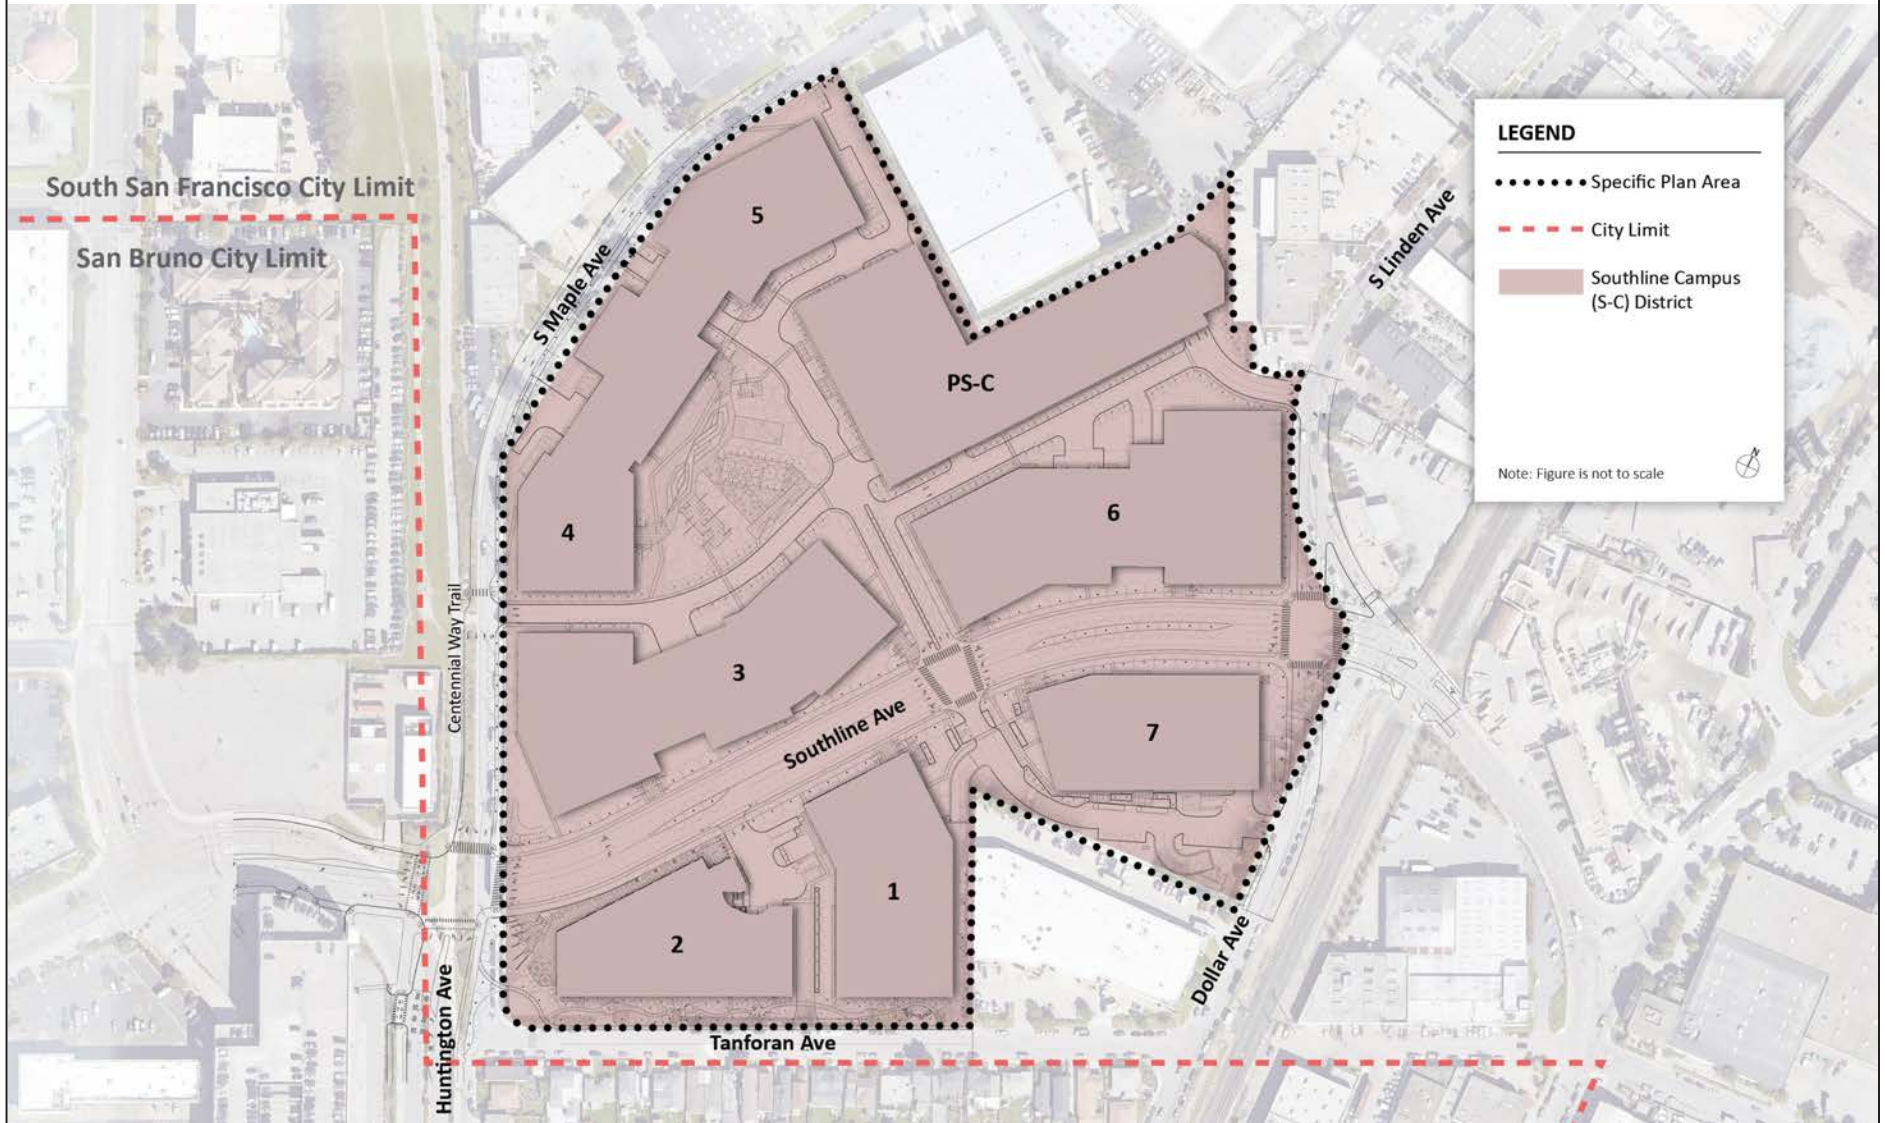 South San Francisco City Limit
San Bruno City Limit
S Maple Ave
S Linden Ave
LEGEND
Specific Plan Area
City Limit
Southline Campus
(S-C) District
Note: Figure is not to scale
N
5
PS-C
4
6
3
Centennial Way Trail
Southline Ave
7
1
2
Dollar Ave
Huntington Ave
Tanforan Ave